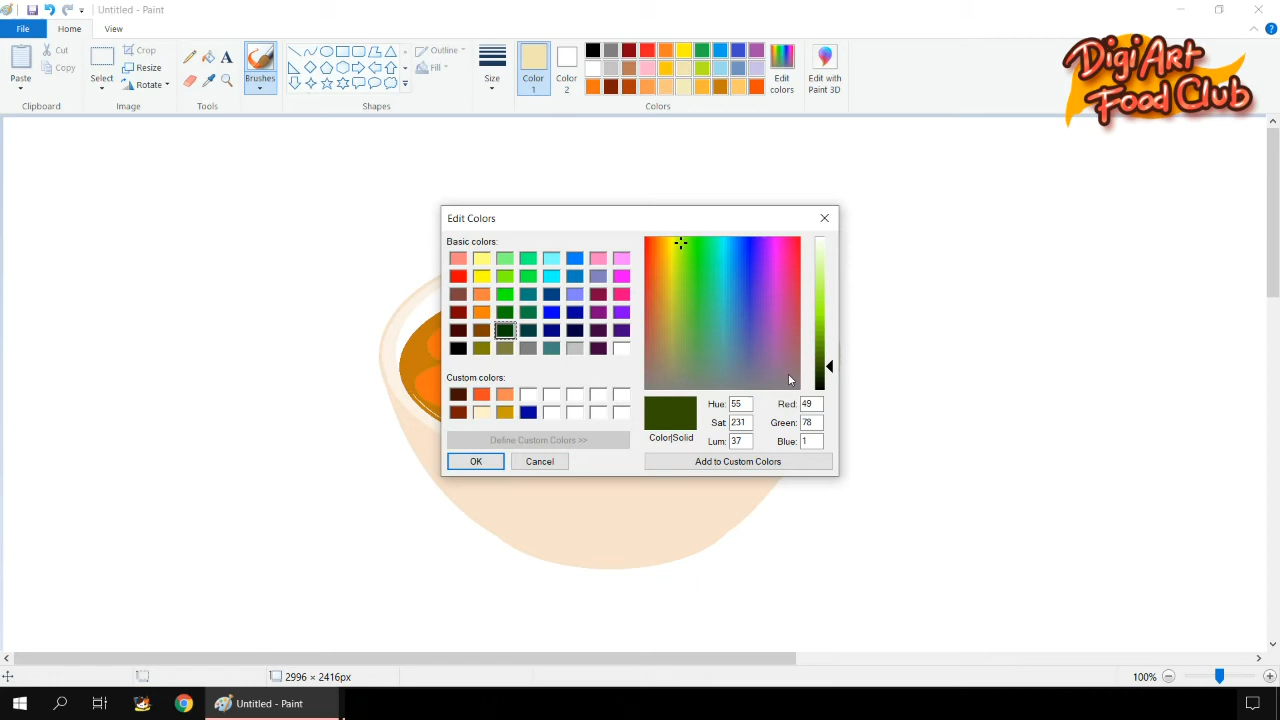 Untitled - Paint
File
Home
View
Paste
Cut
Copy
Clipboard
Select
Crop
Resize
Rotate
Image
A
Tools
Brushes
Outline
Fill
Shapes
Size
Color
1
Color
2
Edit
colors
Edit with
Paint 3D
Colors
DigiArt
Food Club
Edit Colors
Basic colors:
Custom colors:
Define Custom Colors >>
OK
Cancel
Color|Solid
Hue: 55
Sat: 231
Lum: 37
Red: 49
Green: 78
Blue: 1
Add to Custom Colors
2996 × 2416px
100%
Untitled - Paint